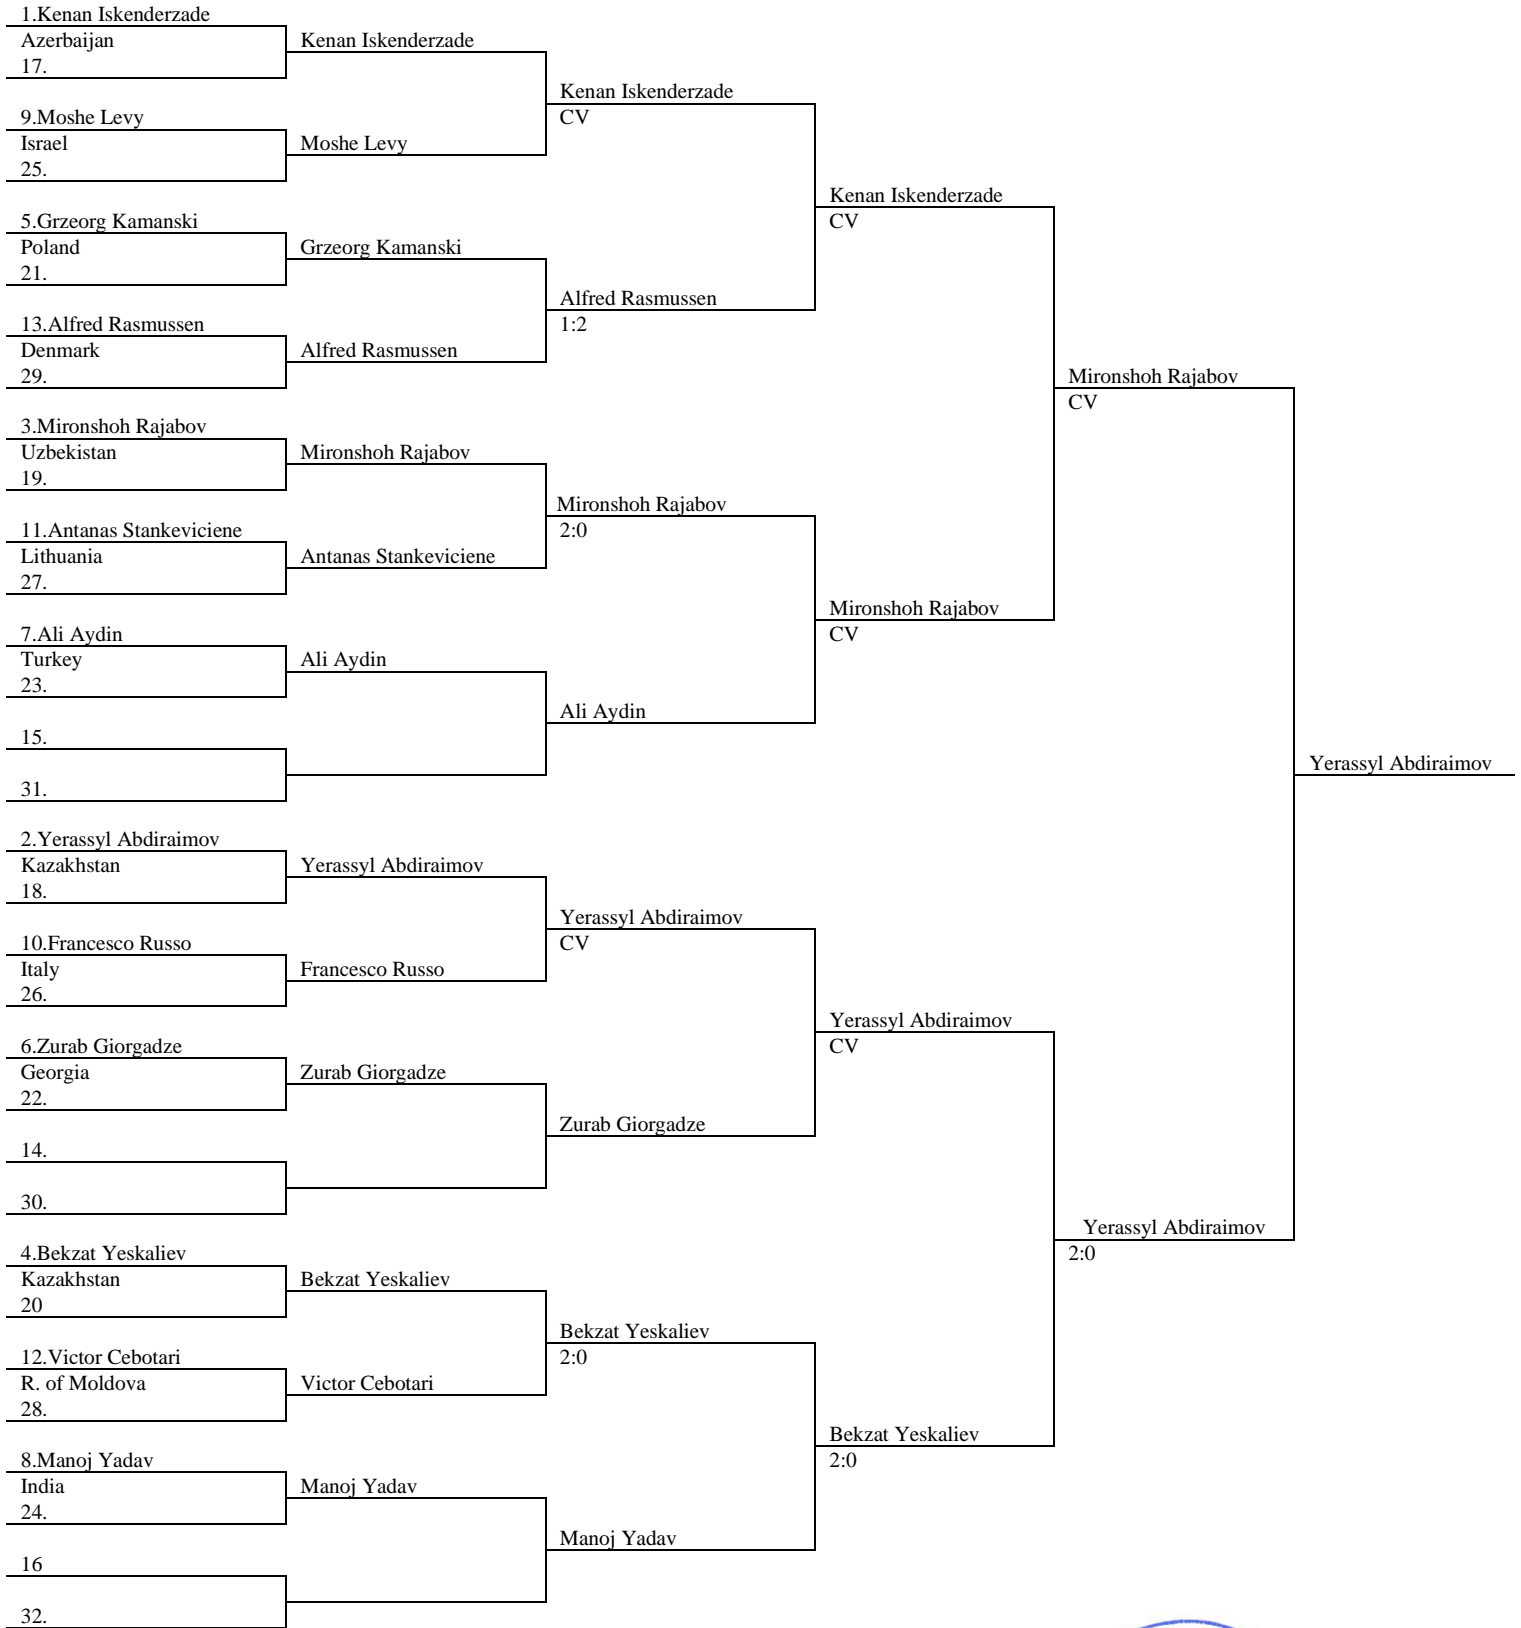 1.Kenan Iskenderzade
Azerbaijan
17.
9.Moshe Levy
Israel
25.
5.Grzeorg Kamanski
Poland
21.
13.Alfred Rasmussen
Denmark
29.
3.Mironshoh Rajabov
Uzbekistan
19.
11.Antanas Stankeviciene
Lithuania
27.
7.Ali Aydin
Turkey
23.
15.
31.
2.Yerassyl Abdiraimov
Kazakhstan
18.
10.Francesco Russo
Italy
26.
6.Zurab Giorgadze
Georgia
22.
14.
30.
4.Bekzat Yeskaliev
Kazakhstan
20
12.Victor Cebotari
R. of Moldova
28.
8.Manoj Yadav
India
24.
16
32.
Kenan Iskenderzade
Moshe Levy
Grzeorg Kamanski
Alfred Rasmussen
Mironshoh Rajabov
Antanas Stankeviciene
Ali Aydin
Yerassyl Abdiraimov
Francesco Russo
Zurab Giorgadze
Bekzat Yeskaliev
Victor Cebotari
Manoj Yadav
Kenan Iskenderzade
CV
Alfred Rasmussen
1:2
Mironshoh Rajabov
2:0
Ali Aydin
Yerassyl Abdiraimov
CV
Zurab Giorgadze
Bekzat Yeskaliev
2:0
Manoj Yadav
Kenan Iskenderzade
CV
Mironshoh Rajabov
CV
Yerassyl Abdiraimov
CV
Bekzat Yeskaliev
2:0
Mironshoh Rajabov
CV
Yerassyl Abdiraimov
2:0
Yerassyl Abdiraimov